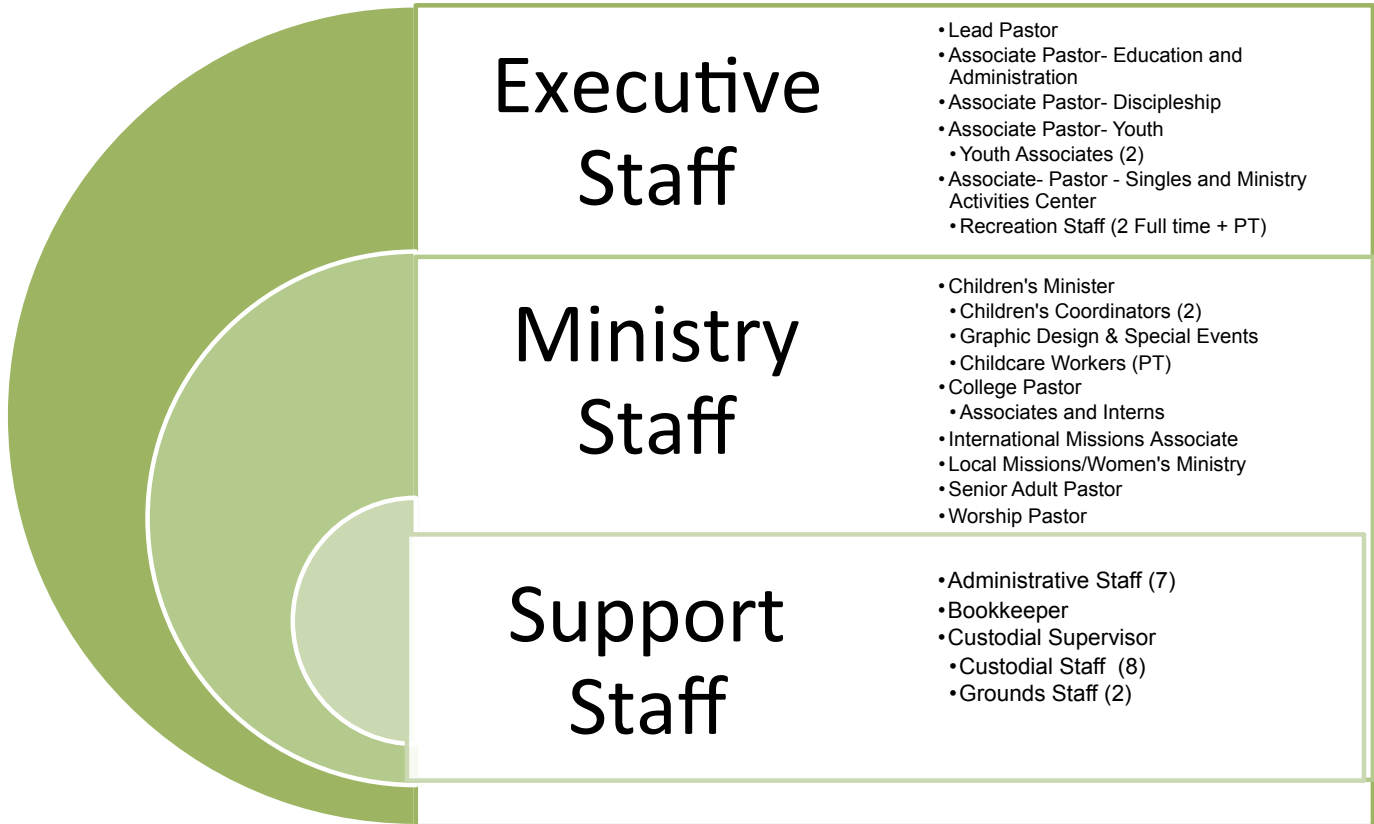 Executive
Staff
•Lead Pastor
•Associate Pastor- Education and
Administration
•Associate Pastor- Discipleship
•Associate Pastor- Youth
•Youth Associates (2)
•Associate- Pastor - Singles and Ministry
Activities Center
•Recreation Staff (2 Full time + PT)
Ministry
Staff
•Children's Minister
•Children's Coordinators (2)
•Graphic Design & Special Events
•Childcare Workers (PT)
•College Pastor
•Associates and Interns
•International Missions Associate
•Local Missions/Women's Ministry
•Senior Adult Pastor
•Worship Pastor
Support
Staff
•Administrative Staff (7)
•Bookkeeper
•Custodial Supervisor
•Custodial Staff (8)
•Grounds Staff (2)